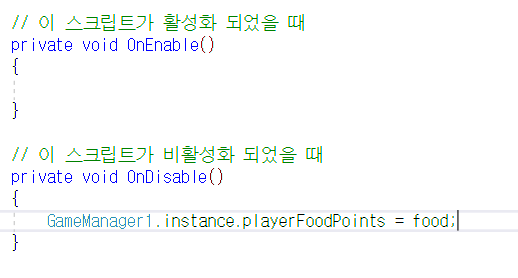 // 이 스크립트가 활성화 되었을 때
private void OnEnable()
{
}
// 이 스크립트가 비활성화 되었을 때
private void OnDisable()
{
GameManager1.instance.playerFoodPoints = food;
}